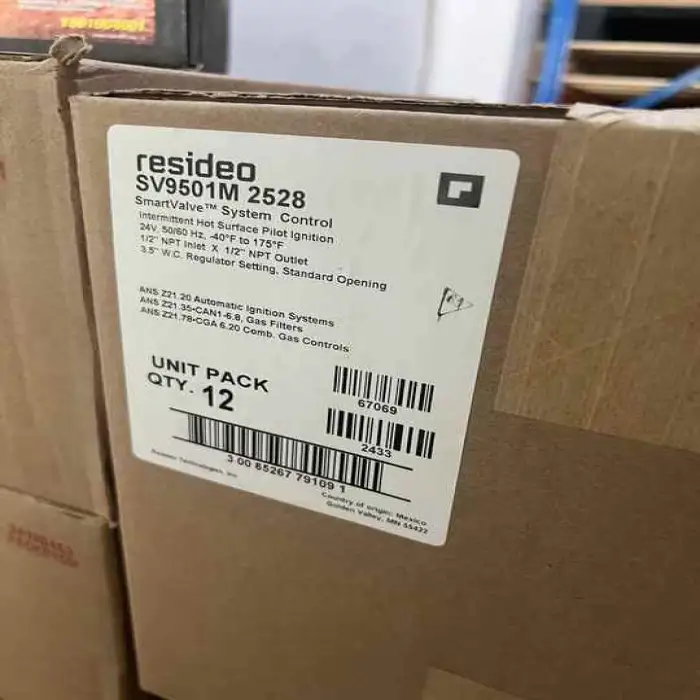 resideo
SV9501M 2528
SmartValve™ System Control
Intermittent Hot Surface Pilot Ignition
24V, 50/60 Hz, -40°F to 175°F
1/2" NPT Inlet X 1/2" NPT Outlet
3.5" W.C. Regulator Setting, Standard Opening
ANS Z21.20 Automatic Ignition Systems
ANS Z21.35-CAN1-6.8, Gas Filters
ANS Z21.78-CGA 6.20 Comb. Gas Controls
UNIT PACK
QTY. 12
67069
2433
3 00 85267 79109 1
Resideo Technologies, Inc.
Country of origin: Mexico
Golden Valley, MN 55422